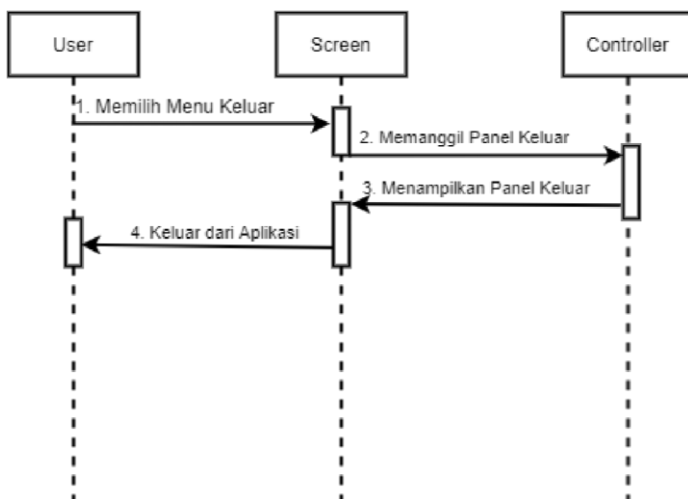 User
Screen
Controller
1. Memilih Menu Keluar
2. Memanggil Panel Keluar
3. Menampilkan Panel Keluar
4. Keluar dari Aplikasi